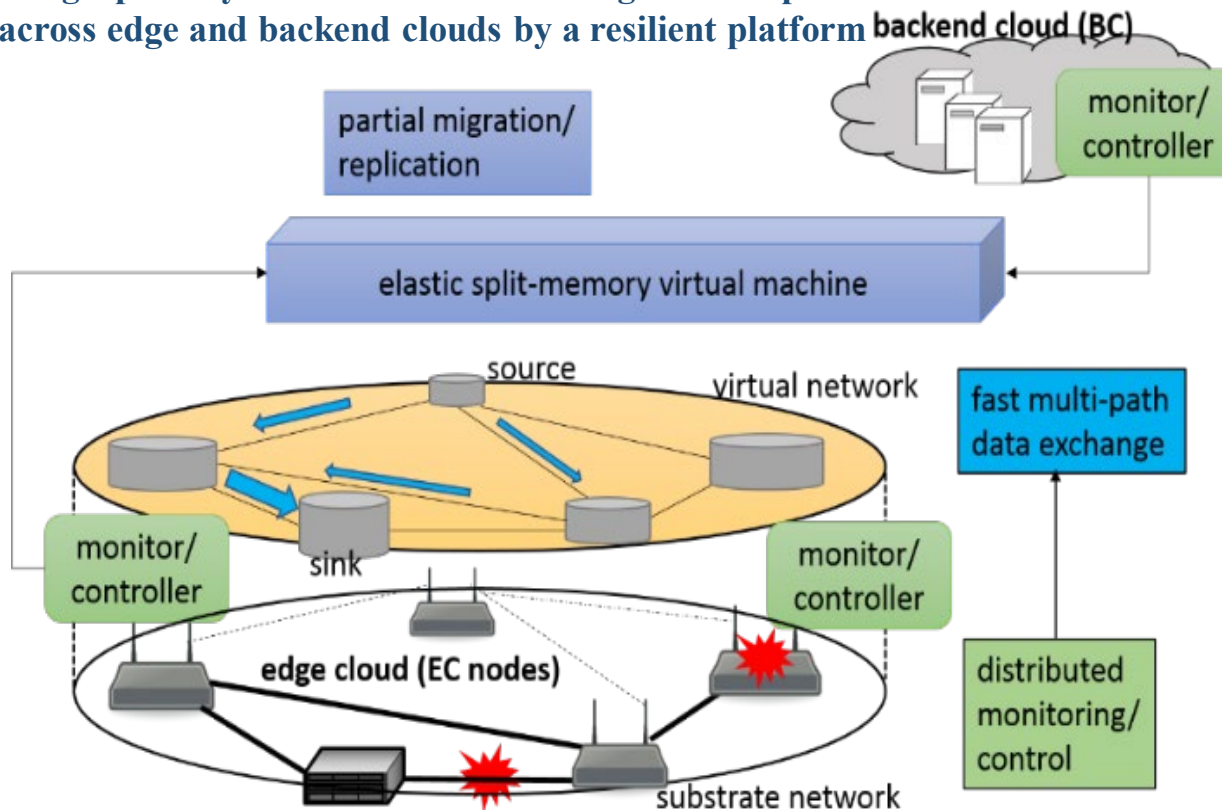 across edge and backend clouds by a resilient platform
backend cloud (BC)
partial migration/
replication
monitor/
controller
elastic split-memory virtual machine
source
virtual network
fast multi-path
data exchange
monitor/
controller
sink
monitor/
controller
edge cloud (EC nodes)
distributed
monitoring/
control
substrate network